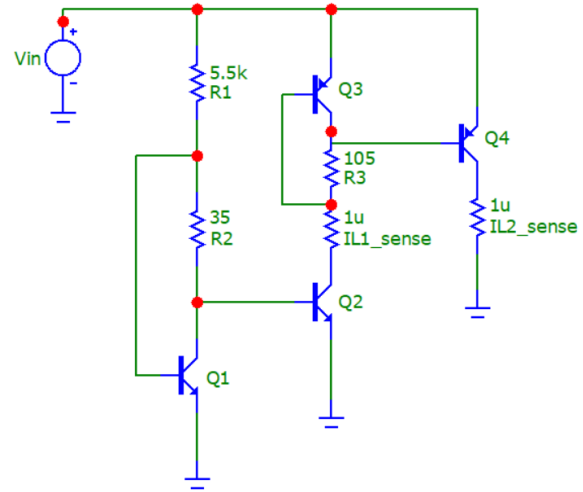 +
Vin
-
5.5k
R1
Q3
Q4
105
R3
35
R2
1u
IL1_sense
1u
IL2_sense
Q2
Q1